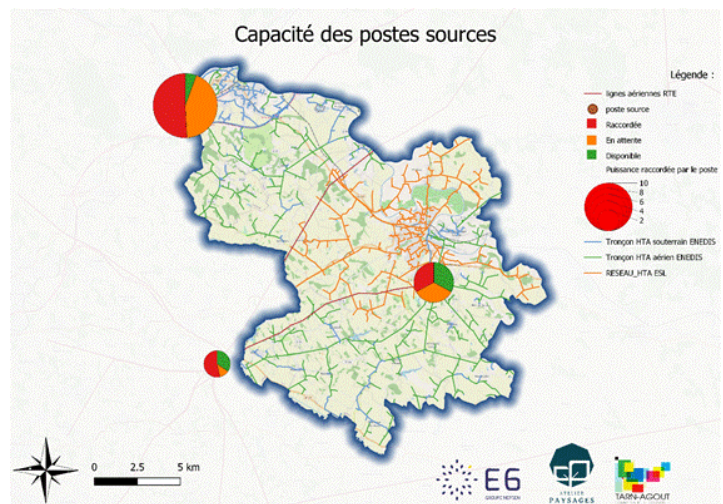 Capacité des postes sources
Légende :
lignes aériennes RTE
poste source
Raccordée
En attente
Disponible
Puissance raccordée par le poste
10
8
6
4
2
Tronçon HTA souterrain ENEDIS
Tronçon HTA aérien ENEDIS
RESEAU_HTA ESL
0 2.5 5 km
E6
ATELIER
PAYSAGES
TARN-AGOUT